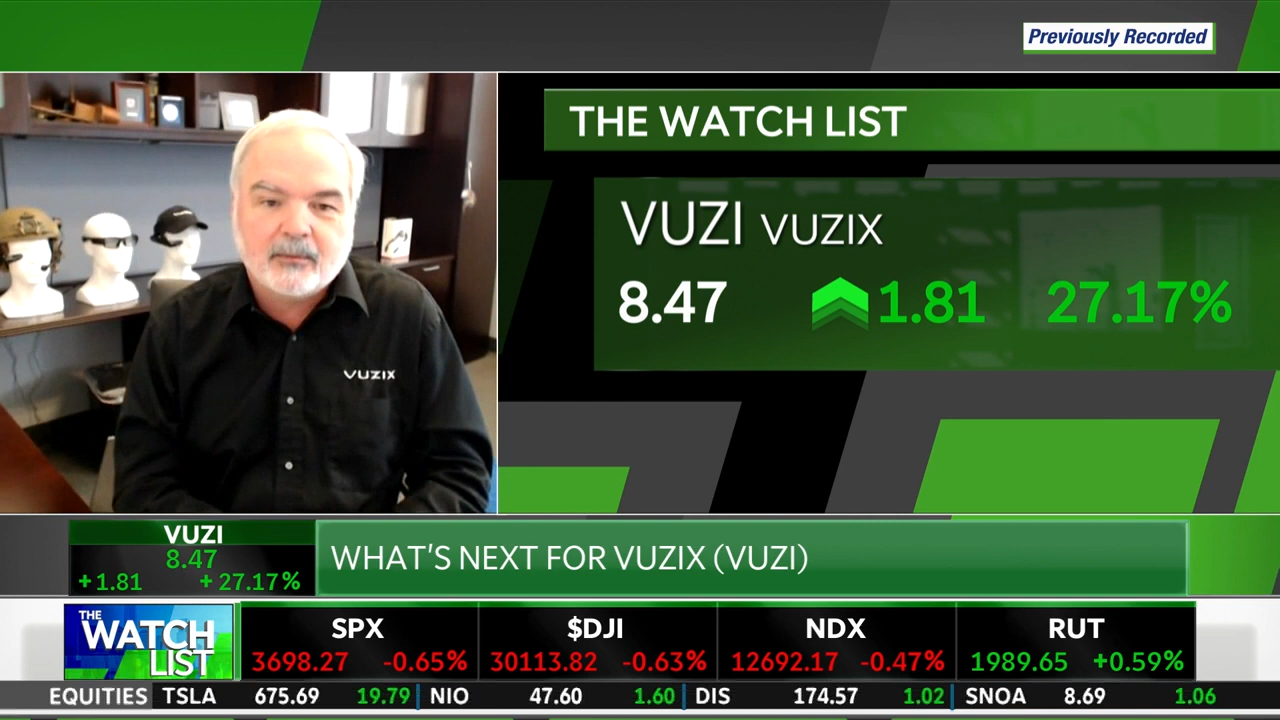 Previously Recorded
THE WATCH LIST
VUZI VUZIX
8.47 1.81 27.17%
VUZIX
VUZI
8.47
+1.81 +27.17%
WHAT'S NEXT FOR VUZIX (VUZI)
THE
WATCH
LIST
SPX
3698.27 -0.65%
$DJI
30113.82 -0.63%
NDX
12692.17 -0.47%
RUT
1989.65 +0.59%
EQUITIES TSLA 675.69 19.79 NIO 47.60 1.60 DIS 174.57 1.02 SNOA 8.69 1.06